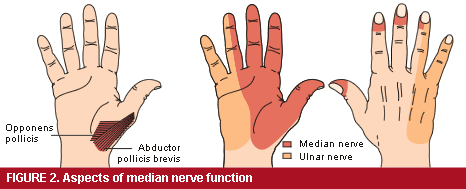 Opponens
pollicis
Abductor
pollicis brevis
Median nerve
Ulnar nerve
FIGURE 2. Aspects of median nerve function